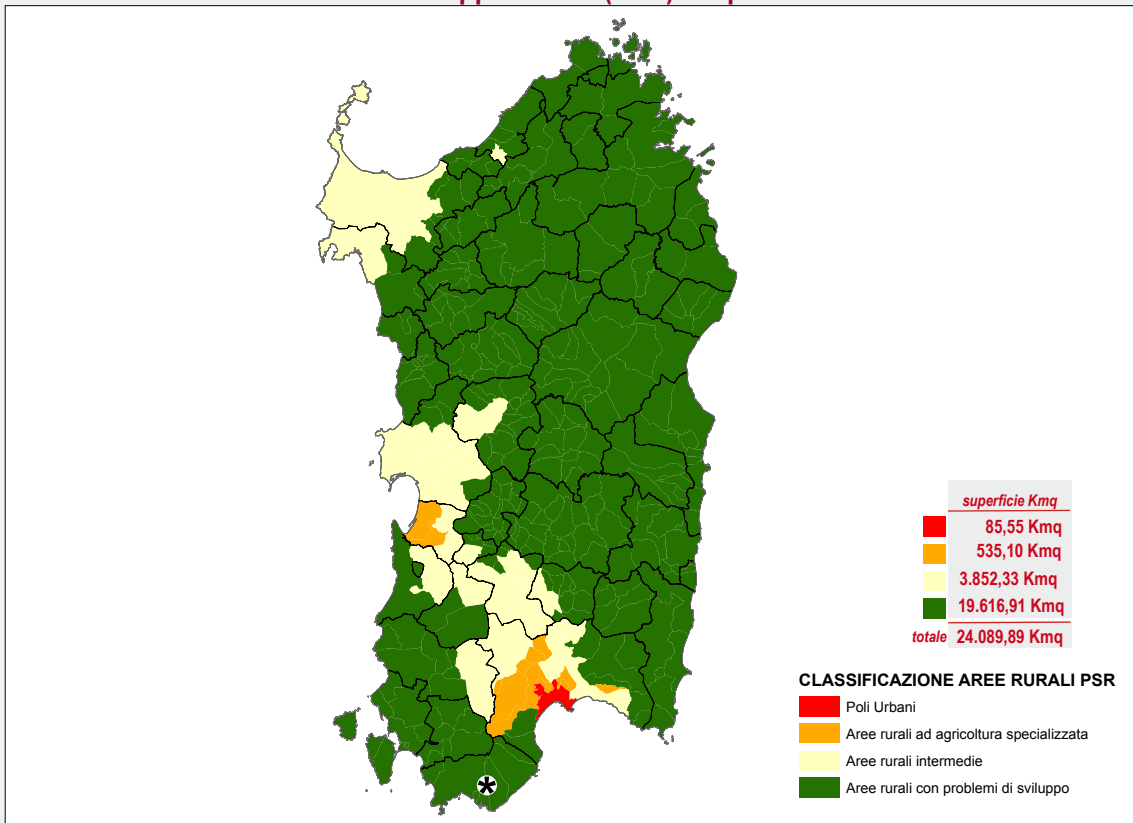 superficie Kmq
85,55 Kmq
535,10 Kmq
3.852,33 Kmq
19.616,91 Kmq
totale 24.089,89 Kmq
CLASSIFICAZIONE AREE RURALI PSR
Poli Urbani
Aree rurali ad agricoltura specializzata
Aree rurali intermedie
Aree rurali con problemi di sviluppo
*